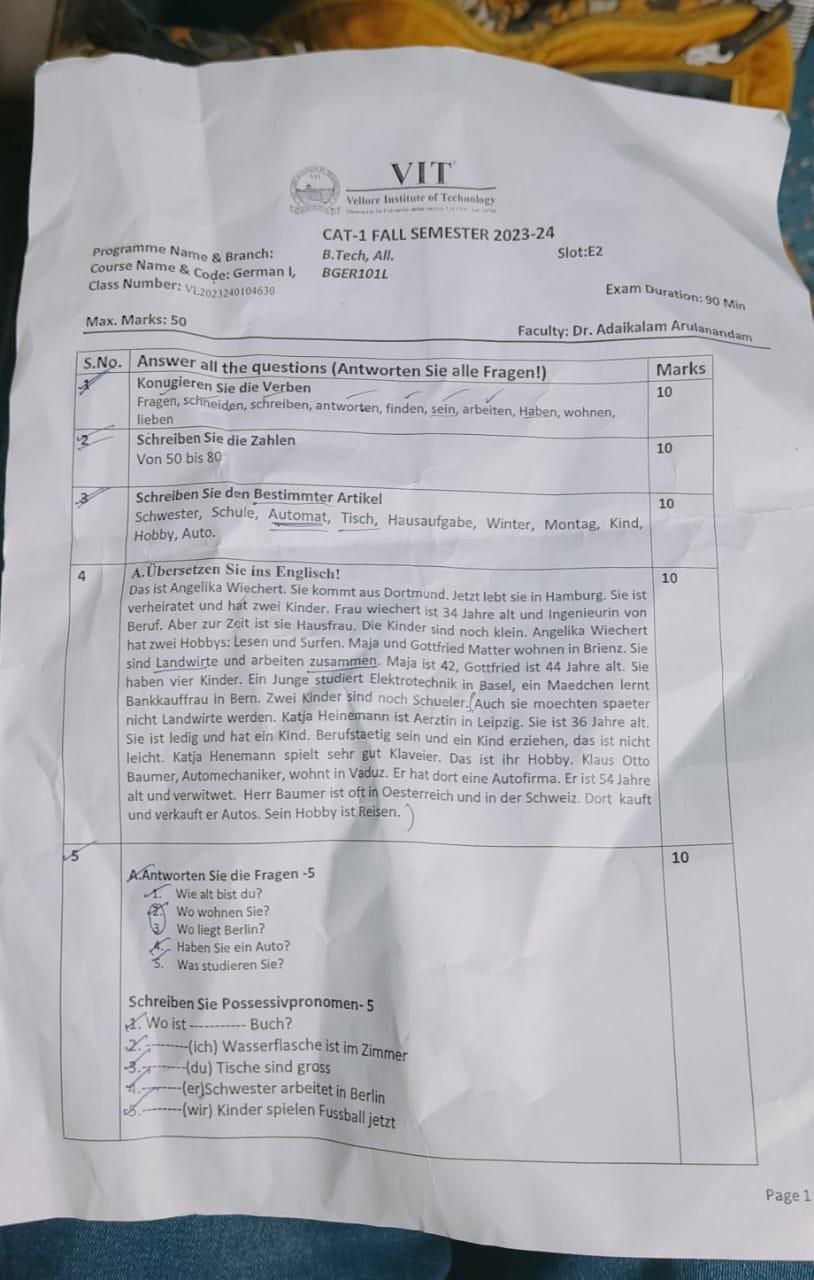 VIT
Vellore Institute of Technology
CAT-1 FALL SEMESTER 2023-24
Programme Name & Branch: B.Tech, All. Slot:E2
Course Name & Code: German I, BGER101L
Class Number: VL2023240104630 Exam Duration: 90 Min
Max. Marks: 50 Faculty: Dr. Adaikalam Arulanandam
S.No. Answer all the questions (Antworten Sie alle Fragen!) Marks
1 Konugieren Sie die Verben 10
Fragen, schneiden, schreiben, antworten, finden, sein, arbeiten, Haben, wohnen,
lieben
2 Schreiben Sie die Zahlen 10
Von 50 bis 80
3 Schreiben Sie den Bestimmter Artikel 10
Schwester, Schule, Automat, Tisch, Hausaufgabe, Winter, Montag, Kind,
Hobby, Auto.
4 A.Übersetzen Sie ins Englisch! 10
Das ist Angelika Wiechert. Sie kommt aus Dortmund. Jetzt lebt sie in Hamburg. Sie ist
verheiratet und hat zwei Kinder. Frau wiechert ist 34 Jahre alt und Ingenieurin von
Beruf. Aber zur Zeit ist sie Hausfrau. Die Kinder sind noch klein. Angelika Wiechert
hat zwei Hobbys: Lesen und Surfen. Maja und Gottfried Matter wohnen in Brienz. Sie
sind Landwirte und arbeiten zusammen. Maja ist 42, Gottfried ist 44 Jahre alt. Sie
haben vier Kinder. Ein Junge studiert Elektrotechnik in Basel, ein Maedchen lernt
Bankkauffrau in Bern. Zwei Kinder sind noch Schueler. Auch sie moechten spaeter
nicht Landwirte werden. Katja Heinemann ist Aerztin in Leipzig. Sie ist 36 Jahre alt.
Sie ist ledig und hat ein Kind. Berufstaetig sein und ein Kind erziehen, das ist nicht
leicht. Katja Henemann spielt sehr gut Klaveier. Das ist ihr Hobby. Klaus Otto
Baumer, Automechaniker, wohnt in Vaduz. Er hat dort eine Autofirma. Er ist 54 Jahre
alt und verwitwet. Herr Baumer ist oft in Oesterreich und in der Schweiz. Dort kauft
und verkauft er Autos. Sein Hobby ist Reisen.
5 10
A.Antworten Sie die Fragen -5
1. Wie alt bist du?
2. Wo wohnen Sie?
3. Wo liegt Berlin?
4. Haben Sie ein Auto?
5. Was studieren Sie?
Schreiben Sie Possessivpronomen- 5
1. Wo ist ---------- Buch?
2. --------(ich) Wasserflasche ist im Zimmer
3. --------(du) Tische sind gross
4. --------(er)Schwester arbeitet in Berlin
5.--------(wir) Kinder spielen Fussball jetzt
Page 1